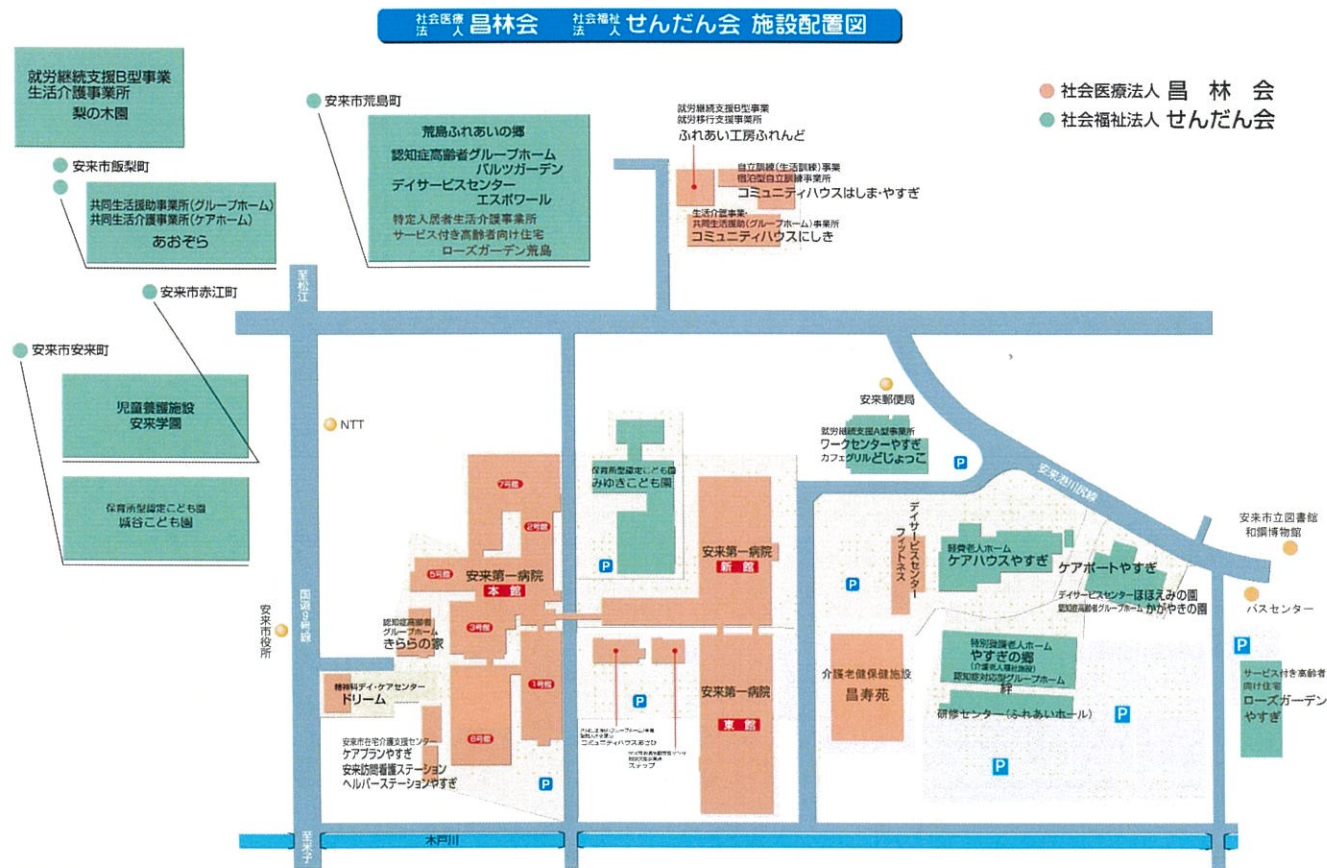 社会医療法人 昌林会 社会福祉法人 せんだん会 施設配置図
社会医療法人 昌林会
社会福祉法人 せんだん会
就労継続支援B型事業
生活介護事業所
梨の木園
安来市飯梨町
共同生活援助事業所(グループホーム)
共同生活介護事業所(ケアホーム)
あおぞら
安来市荒島町
荒島ふれあいの郷
認知症高齢者グループホーム
パルツガーデン
デイサービスセンター
エスポワール
特定入居者生活介護事業所
サービス付き高齢者向け住宅
ローズガーデン荒島
就労継続支援B型事業
就労移行支援事業所
ふれあい工房ふれんど
自立訓練(生活訓練)事業
宿泊型自立訓練事業所
コミュニティハウスはしま・やすぎ
生活介護事業・
共同生活援助(グループホーム)事業所
コミュニティハウスにしき
安来市赤江町
安来市安来町
児童養護施設
安来学園
保育所型認定こども園
城谷こども園
至松江
NTT
国道9号線
安来市役所
至米子
木戸川
安来郵便局
就労継続支援A型事業所
ワークセンターやすぎ
カフェグリルどじょっこ
P
安来港川尻線
安来市立図書館
和鋼博物館
バスセンター
P
サービス付き高齢者
向け住宅
ローズガーデン
やすぎ
7号館
2号館
5号館
安来第一病院
本館
3号館
1号館
6号館
認知症高齢者
グループホーム
きららの家
精神科デイ・ケアセンター
ドリーム
安来市在宅介護支援センター
ケアプランやすぎ
安来訪問看護ステーション
ヘルパーステーションやすぎ
P
保育所型認定こども園
みゆきこども園
P
安来第一病院
新館
安来第一病院
東館
P
コミュニティハウスあさひ
ステップ
デイサービスセンター
フィットネス
P
軽費老人ホーム
ケアハウスやすぎ
ケアポートやすぎ
デイサービスセンターほほえみの園
認知症高齢者グループホームかがやきの園
介護老健保健施設
昌寿苑
特別養護老人ホーム
やすぎの郷
(介護老人福祉施設)
認知症対応型グループホーム
絆
研修センター(ふれあいホール)
P
P